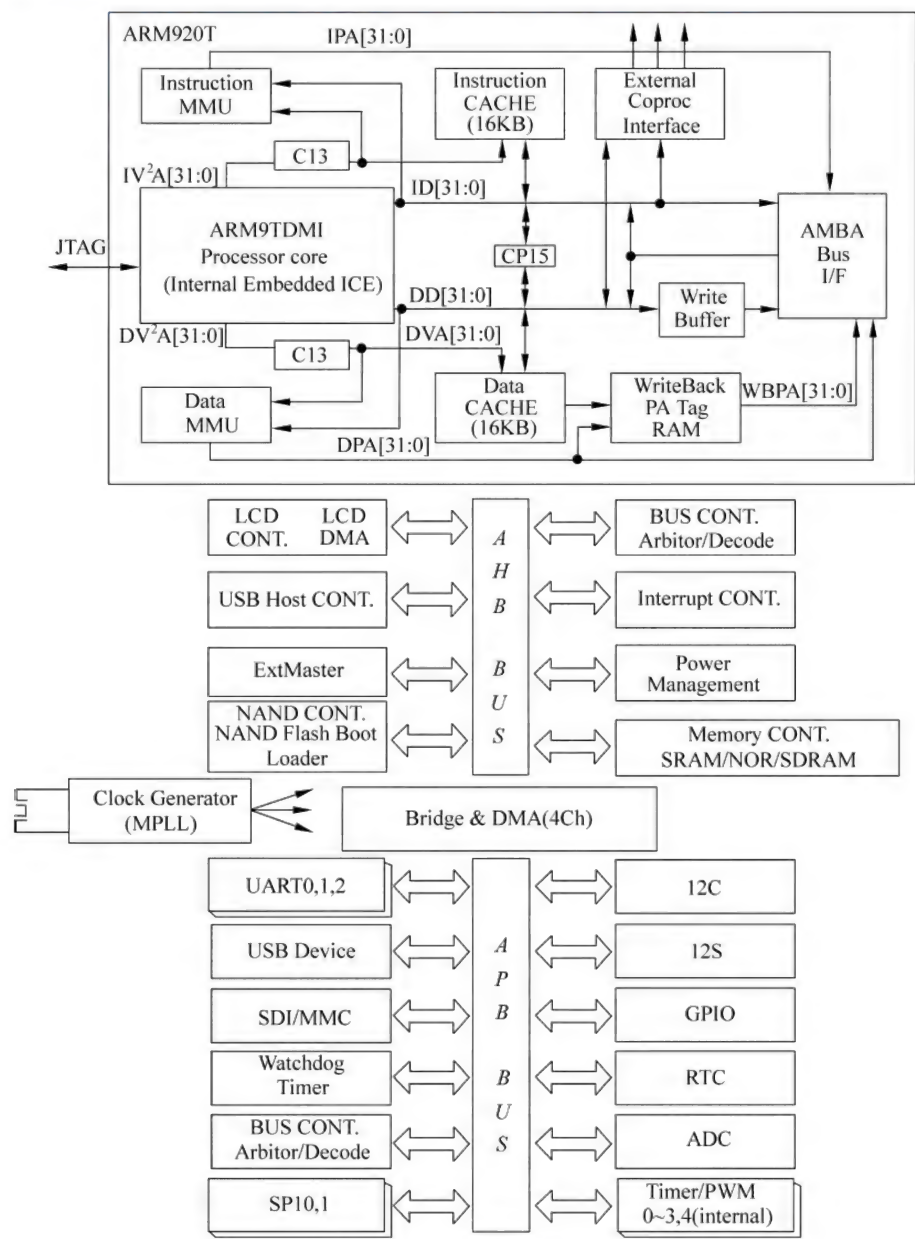 ARM920T
IPA[31:0]
Instruction
MMU
Instruction
CACHE
(16KB)
External
Coproc
Interface
C13
IV²A[31:0]
ID[31:0]
JTAG
ARM9TDMI
Processor core
(Internal Embedded ICE)
CP15
AMBA
Bus
I/F
DD[31:0]
Write
Buffer
DV²A[31:0]
C13
DVA[31:0]
Data
MMU
Data
CACHE
(16KB)
WriteBack
PA Tag
RAM
WBPA[31:0]
DPA[31:0]
LCD CONT.
LCD DMA
AHB BUS
BUS CONT.
Arbitor/Decode
USB Host CONT.
Interrupt CONT.
ExtMaster
Power
Management
NAND CONT.
NAND Flash Boot
Loader
Memory CONT.
SRAM/NOR/SDRAM
Clock Generator
(MPLL)
Bridge & DMA(4Ch)
UART0,1,2
APB BUS
12C
USB Device
12S
SDI/MMC
GPIO
Watchdog
Timer
RTC
BUS CONT.
Arbitor/Decode
ADC
SP10,1
Timer/PWM
0~3,4(internal)